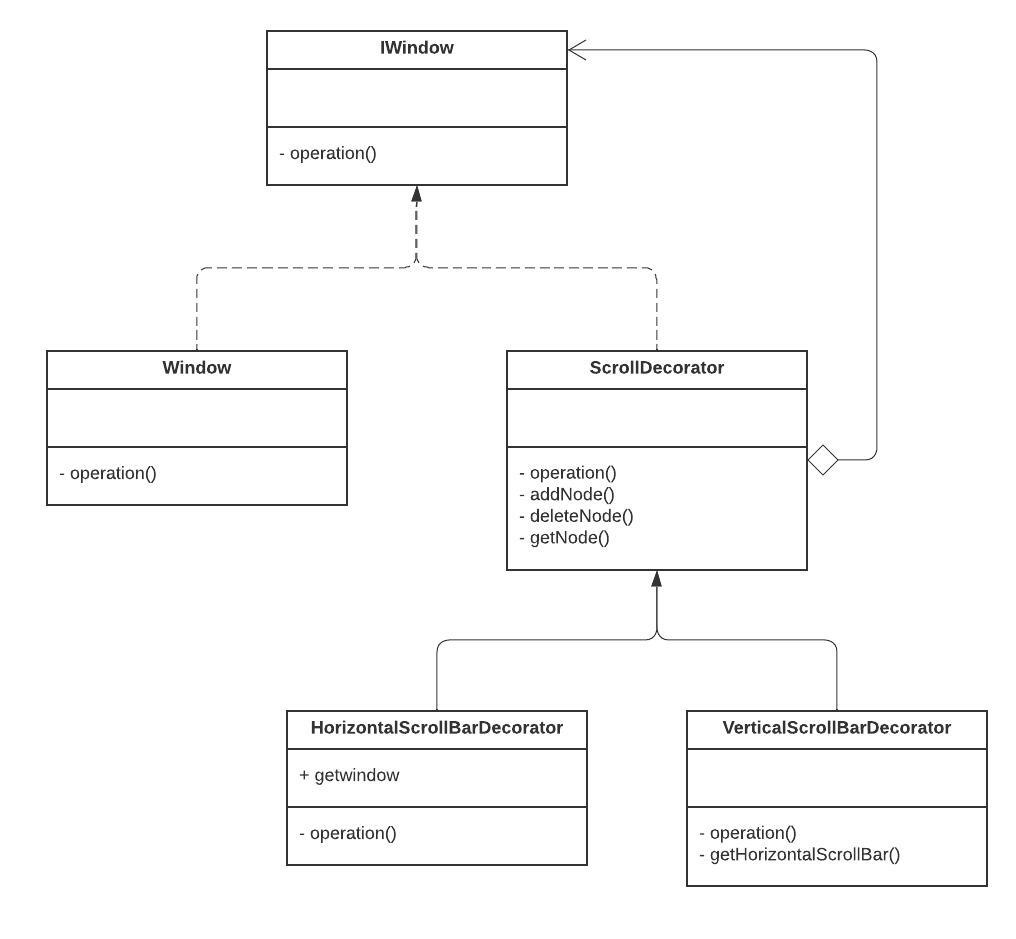 IWindow
- operation()
Window
- operation()
ScrollDecorator
- operation()
- addNode()
- deleteNode()
- getNode()
HorizontalScrollBarDecorator
+ getwindow
- operation()
VerticalScrollBarDecorator
- operation()
- getHorizontalScrollBar()